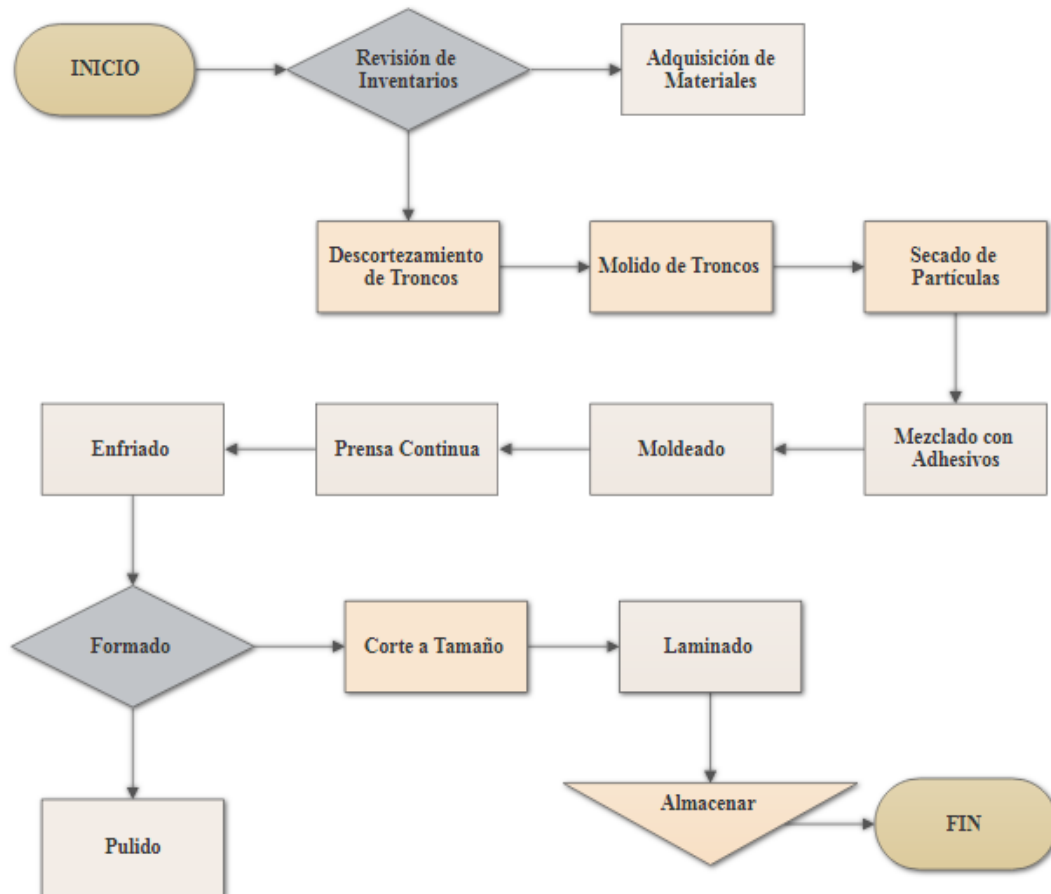 INICIO
Revisión de
Inventarios
Adquisición de
Materiales
Descortezamiento
de Troncos
Molido de Troncos
Secado de
Partículas
Enfriado
Prensa Continua
Moldeado
Mezclado con
Adhesivos
Formado
Corte a Tamaño
Laminado
Pulido
Almacenar
FIN